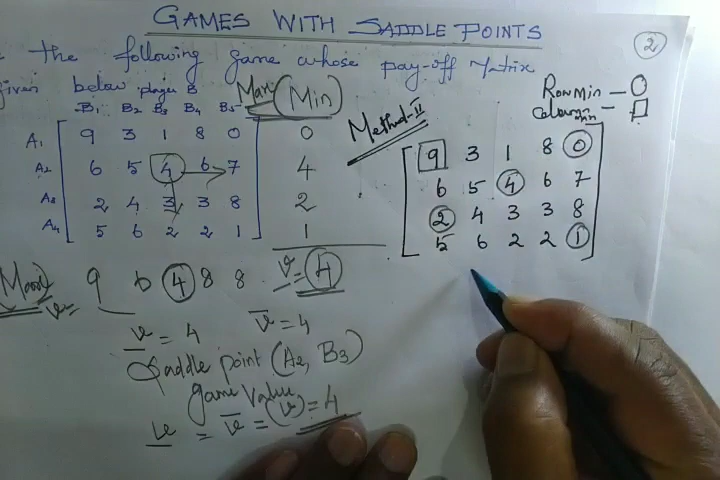 GAMES WITH SADDLE POINTS
2
the following game whose pay-off Matrix
given below player B Maxi (Min)
Row Min — O
Method-II
B1 B2 B3 B4 B5
A1 9 3 1 8 0 0
A2 6 5 4 6 7 4
A3 2 4 3 3 8 2
A4 5 6 2 2 1 1
9 3 1 8 0
6 5 4 6 7
2 4 3 3 8
5 6 2 2 1
9 6 4 8 8 v = 4
v = 4 v = 4
Saddle point (A2, B3)
game value
v = v = (v) = 4